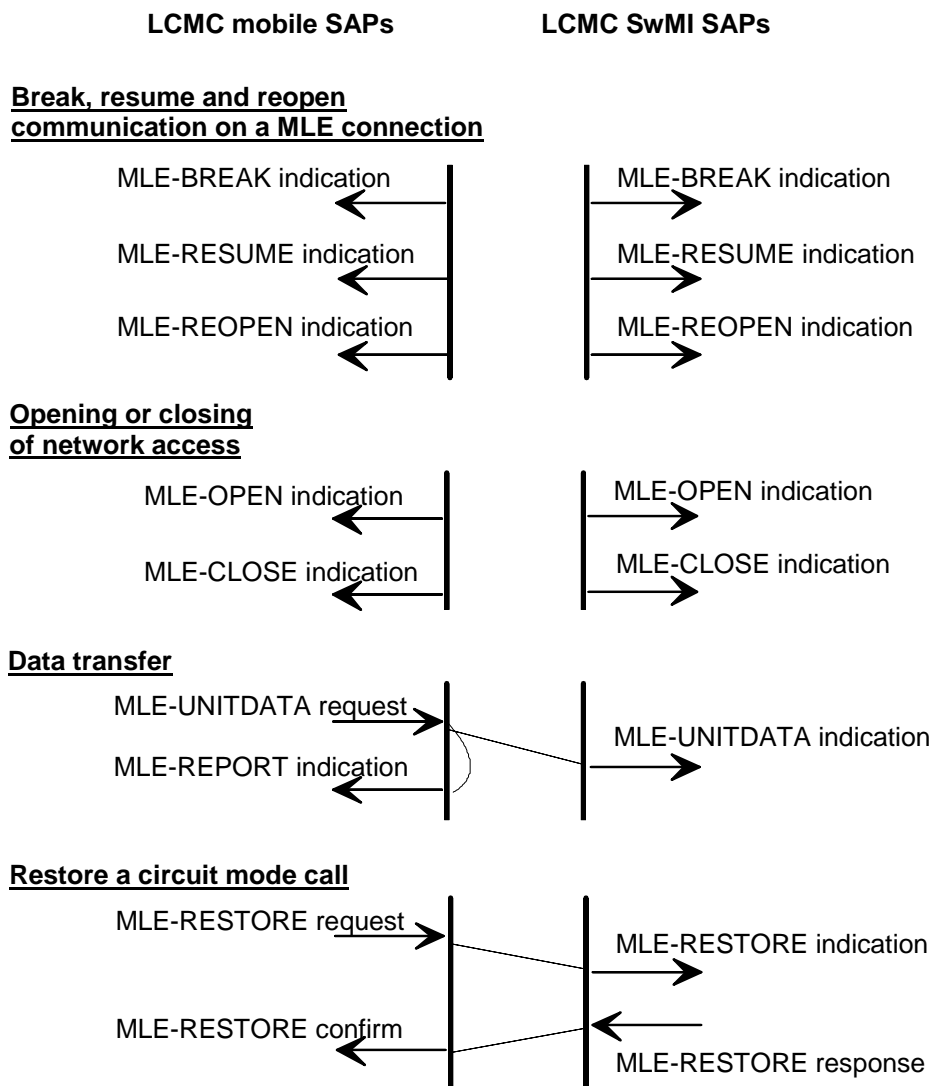 LCMC mobile SAPs LCMC SwMI SAPs
Break, resume and reopen
communication on a MLE connection
MLE-BREAK indication MLE-BREAK indication
MLE-RESUME indication MLE-RESUME indication
MLE-REOPEN indication MLE-REOPEN indication
Opening or closing
of network access
MLE-OPEN indication MLE-OPEN indication
MLE-CLOSE indication MLE-CLOSE indication
Data transfer
MLE-UNITDATA request
MLE-UNITDATA indication
MLE-REPORT indication
Restore a circuit mode call
MLE-RESTORE request
MLE-RESTORE indication
MLE-RESTORE confirm
MLE-RESTORE response